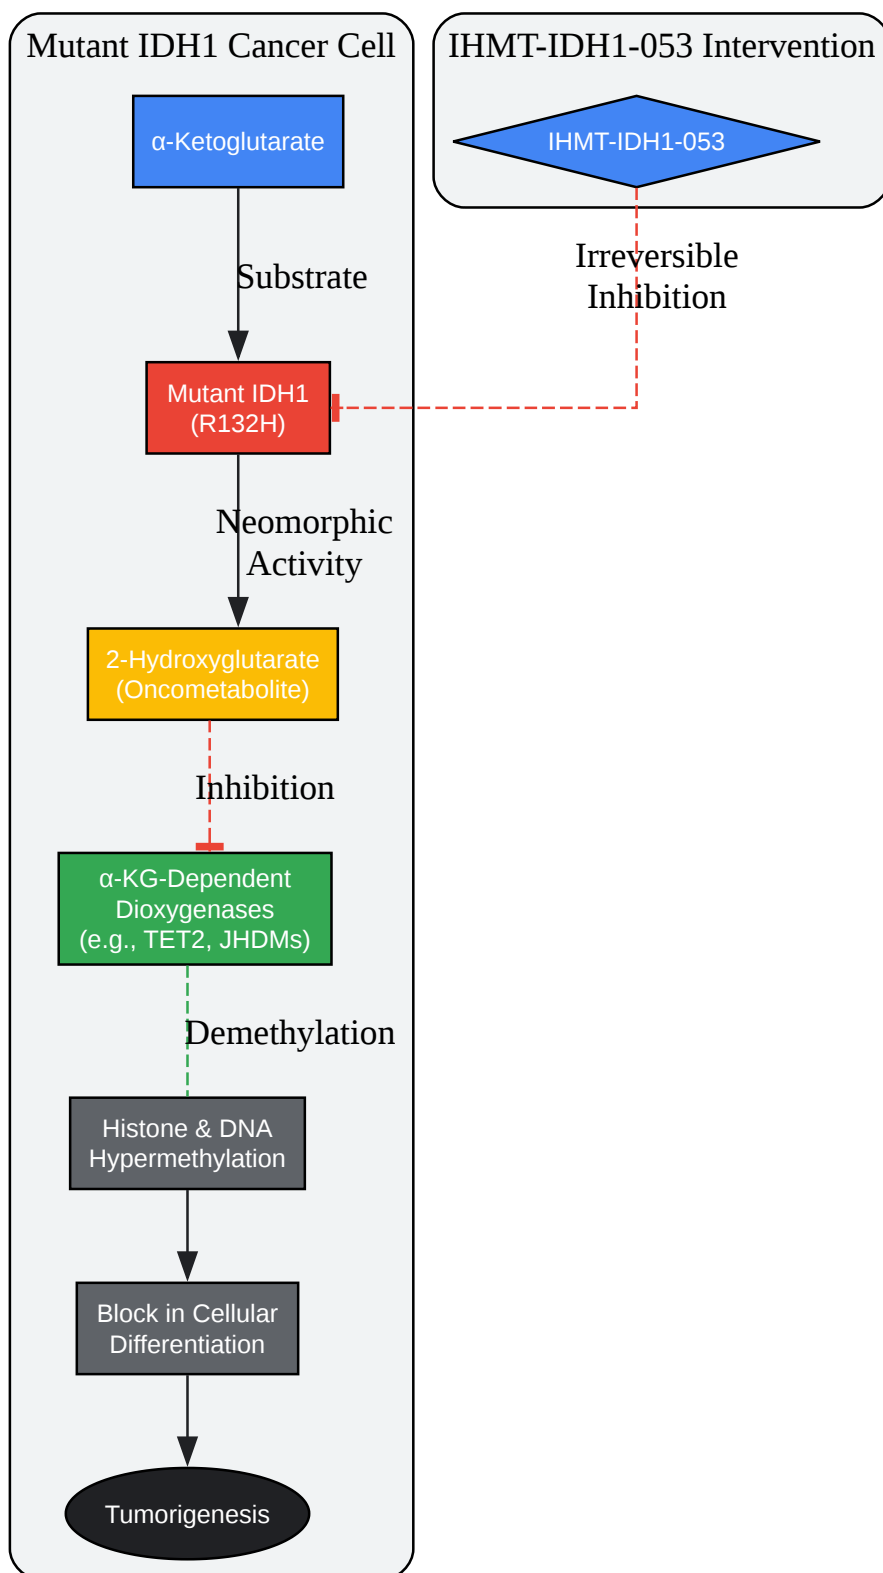 Mutant IDH1 Cancer Cell
IHMT-IDH1-053 Intervention
α-Ketoglutarate
IHMT-IDH1-053
Substrate
Irreversible
Inhibition
Mutant IDH1
(R132H)
Neomorphic
Activity
2-Hydroxyglutarate
(Oncometabolite)
Inhibition
α-KG-Dependent
Dioxygenases
(e.g., TET2, JHDMs)
Demethylation
Histone & DNA
Hypermethylation
Block in Cellular
Differentiation
Tumorigenesis